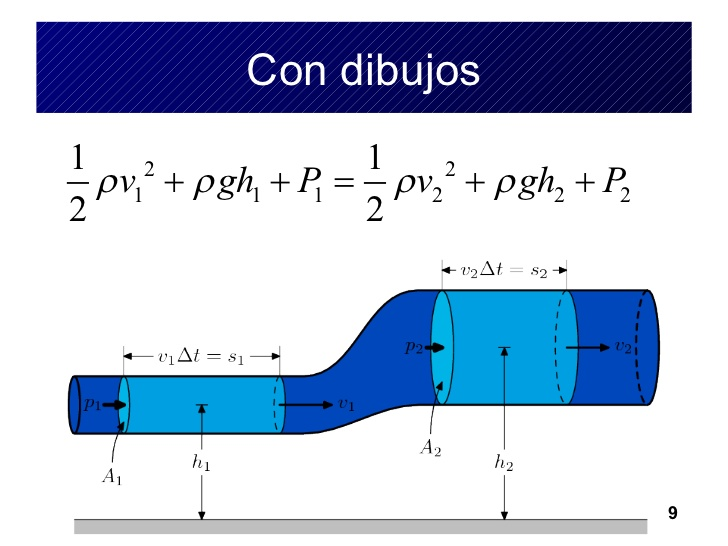 Con dibujos
1/2 ρv₁² + ρgh₁ + P₁ = 1/2 ρv₂² + ρgh₂ + P₂
v₂Δt = s₂
v₁Δt = s₁
p₂
v₂
p₁
v₁
A₂
h₁
h₂
A₁
9